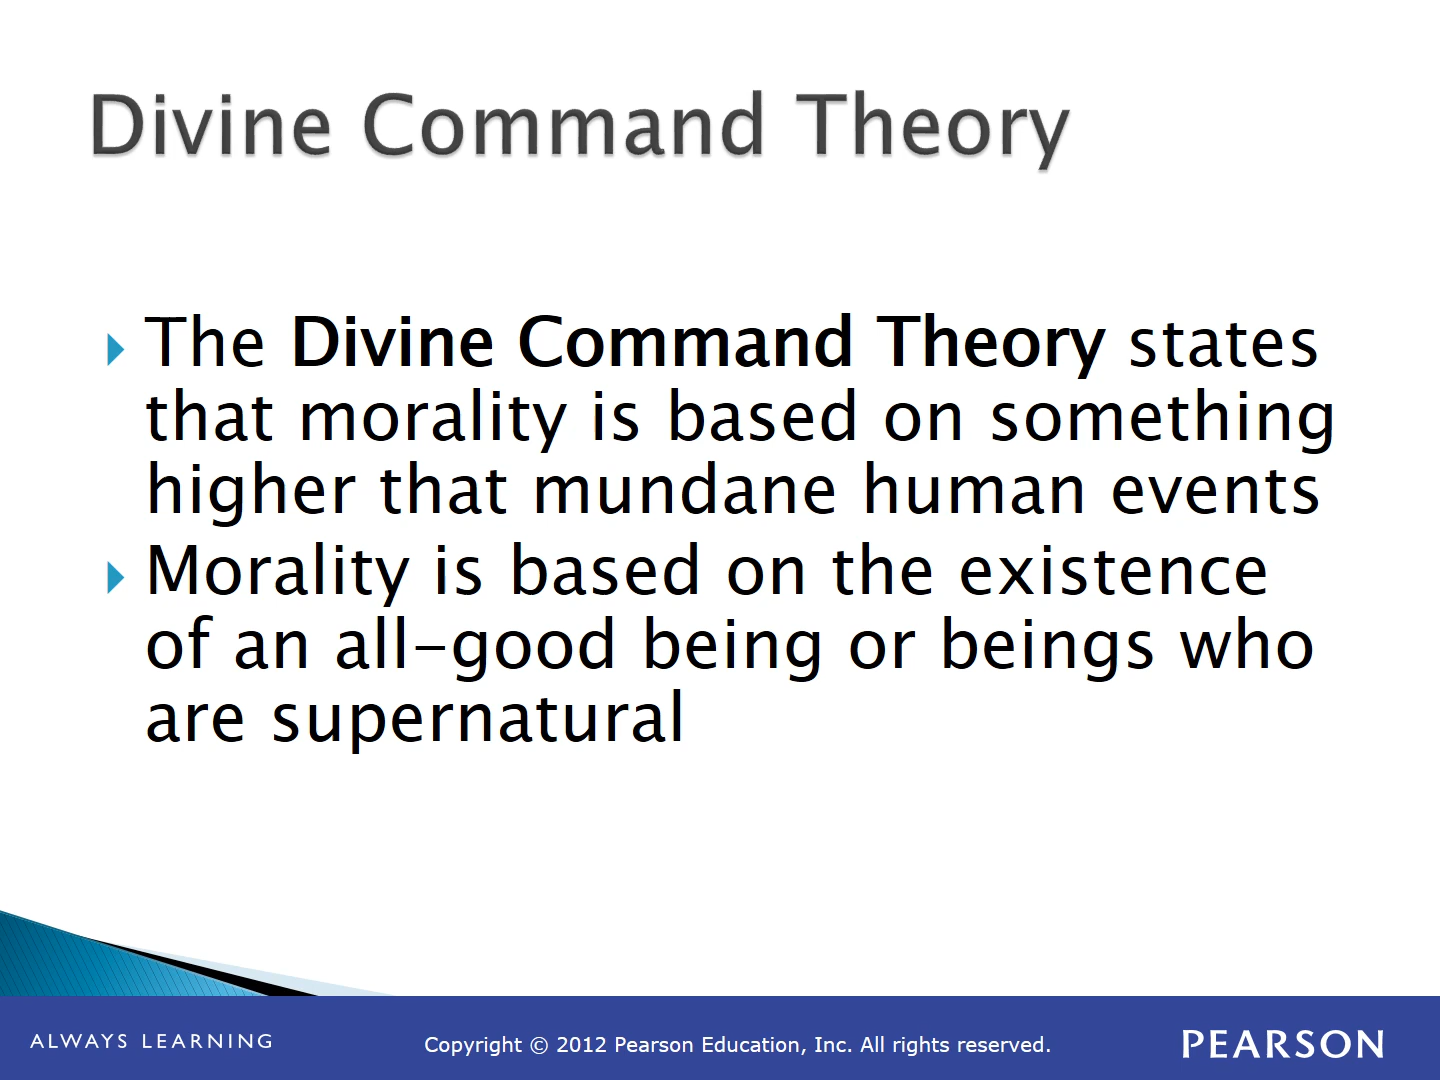 Divine Command Theory
The Divine Command Theory states
that morality is based on something
higher that mundane human events
Morality is based on the existence
of an all-good being or beings who
are supernatural
ALWAYS LEARNING
Copyright © 2012 Pearson Education, Inc. All rights reserved.
PEARSON